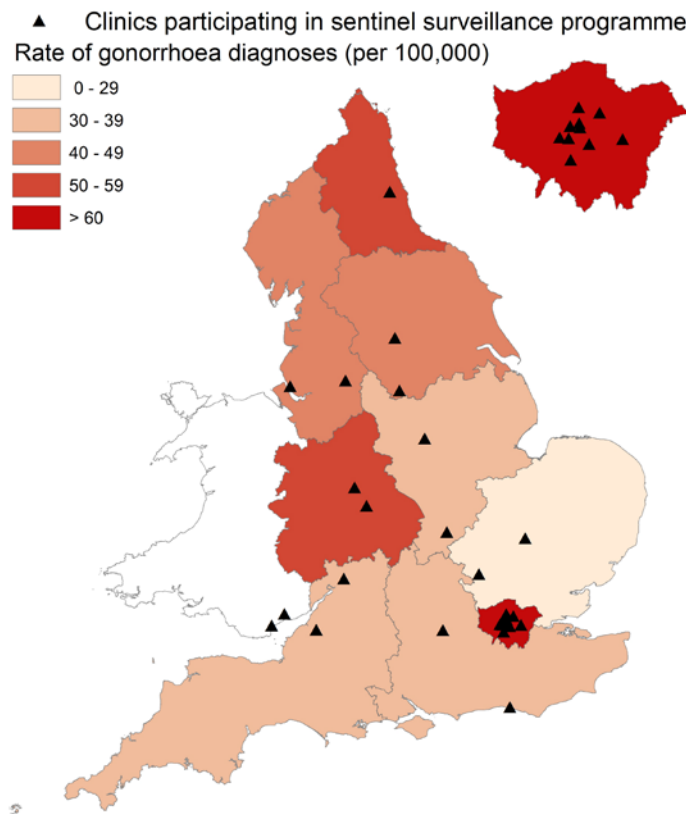 Clinics participating in sentinel surveillance programme
Rate of gonorrhoea diagnoses (per 100,000)
0 - 29
30 - 39
40 - 49
50 - 59
> 60